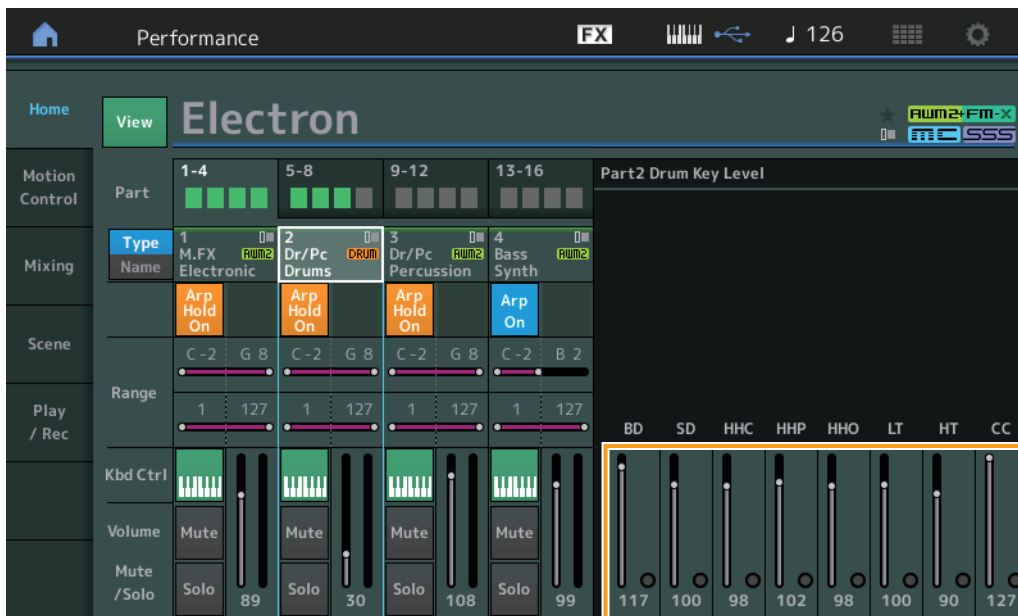 Performance
FX
126
Home
View
Electron
AWM2+FM-X
MC SSS
Motion
Control
Part
1-4
5-8
9-12
13-16
Part2 Drum Key Level
Mixing
Type
Name
1
M.FX AWM2
Electronic
2
Dr/Pc DRUM
Drums
3
Dr/Pc AWM2
Percussion
4
Bass AWM2
Synth
Arp
Hold
On
Arp
Hold
On
Arp
Hold
On
Arp
On
Scene
Range
C -2 G 8 C -2 G 8 C -2 G 8 C -2 B 2
1 127 1 127 1 127 1 127
Play
/ Rec
BD SD HHC HHP HHO LT HT CC
Kbd Ctrl
Volume
Mute Mute Mute Mute
Mute
/Solo
Solo 89 Solo 30 Solo 108 Solo 99
117 100 98 102 98 100 90 127